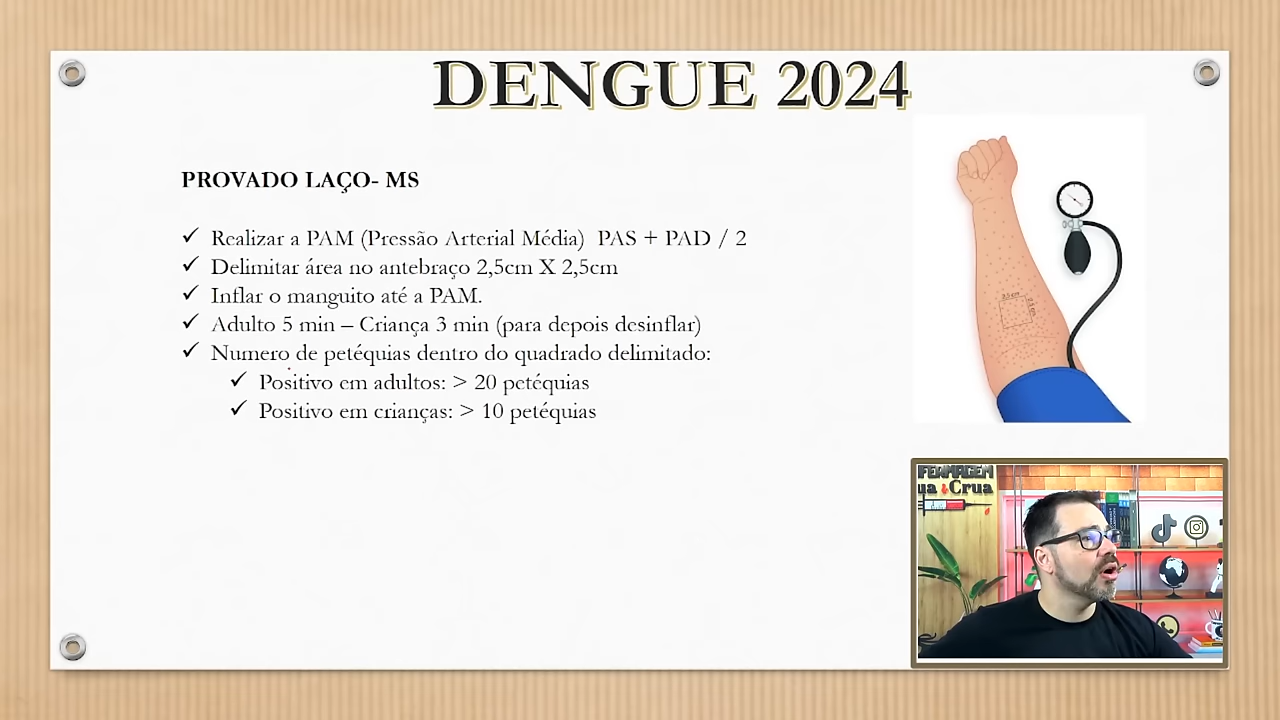 DENGUE 2024
PROVADO LAÇO- MS
✓ Realizar a PAM (Pressão Arterial Média) PAS + PAD / 2
✓ Delimitar área no antebraço 2,5cm X 2,5cm
✓ Inflar o manguito até a PAM.
✓ Adulto 5 min – Criança 3 min (para depois desinflar)
✓ Numero de petéquias dentro do quadrado delimitado:
✓ Positivo em adultos: > 20 petéquias
✓ Positivo em crianças: > 10 petéquias
FERMAGEM
ua Crua